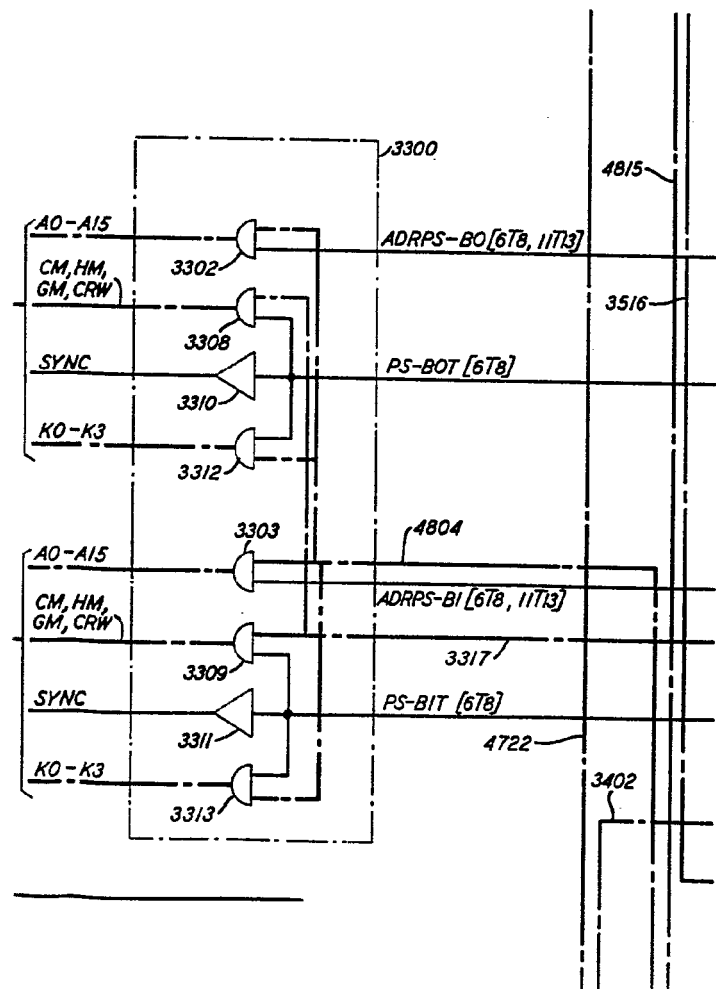 3300
4815
A0-A15
ADRPS-B0 [6T8, 11T13]
3302
CM, HM,
GM, CRW
3516
3308
SYNC
PS-B0T [6T8]
3310
K0-K3
3312
3303
4804
A0-A15
ADRPS-B1 [6T8, 11T13]
CM, HM,
GM, CRW
3309
3317
SYNC
PS-B1T [6T8]
3311
4722
K0-K3
3402
3313